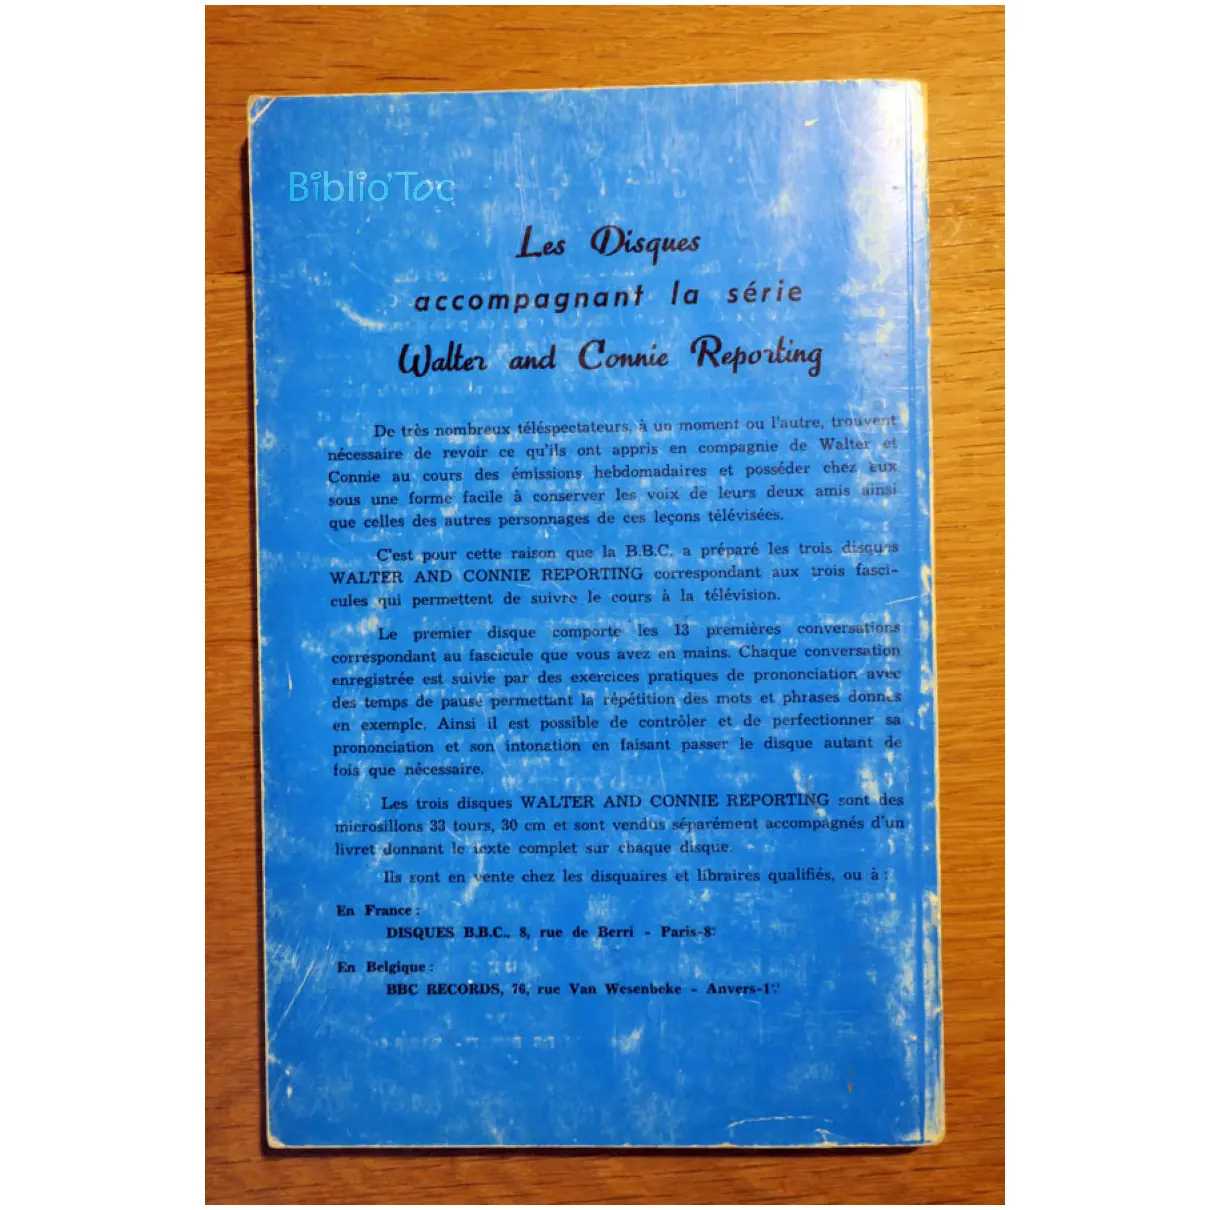 Biblio'Toc
Les Disques
accompagnant la série
Walter and Connie Reporting
De très nombreux téléspectateurs, à un moment ou l'autre, trouvent
nécessaire de revoir ce qu'ils ont appris en compagnie de Walter et
Connie au cours des émissions hebdomadaires et posséder chez eux
sous une forme facile à conserver les voix de leurs deux amis ainsi
que celles des autres personnages de ces leçons télévisées.
C'est pour cette raison que la B.B.C. a préparé les trois disques
WALTER AND CONNIE REPORTING correspondant aux trois fasci-
cules qui permettent de suivre le cours à la télévision.
Le premier disque comporte les 13 premières conversations
correspondant au fascicule que vous avez en mains. Chaque conversation
enregistrée est suivie par des exercices pratiques de prononciation avec
des temps de pause permettant la répétition des mots et phrases donnés
en exemple. Ainsi il est possible de contrôler et de perfectionner sa
prononciation et son intonation en faisant passer le disque autant de
fois que nécessaire.
Les trois disques WALTER AND CONNIE REPORTING sont des
microsillons 33 tours, 30 cm et sont vendus séparément accompagnés d'un
livret donnant le texte complet sur chaque disque.
Ils sont en vente chez les disquaires et libraires qualifiés, ou à :
En France :
DISQUES B.B.C., 8, rue de Berri - Paris-8e
En Belgique :
BBC RECORDS, 76, rue Van Wesenbeke - Anvers-1er